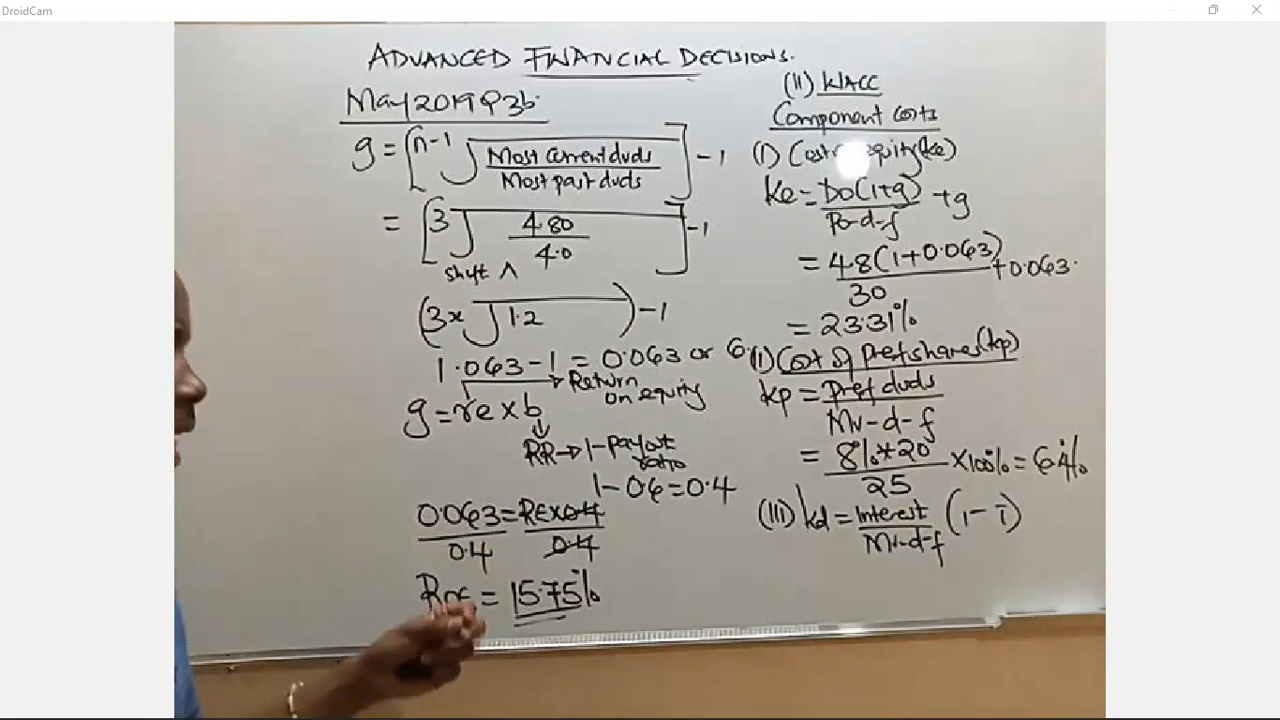 DroidCam
ADVANCED FINANCIAL DECISIONS.
May 2019 Q3b.
g = [n-1 √ Most current divds / Most past divds] - 1
= [3 √ 4.80 / 4.0] - 1
shift ^
(3x √ 1.2) - 1
1.063 - 1 = 0.063 or 6.
Return
on equity
g = re x b
RR → 1 - payout
ratio
1 - 0.6 = 0.4
0.063 / 0.4 = RE x 0.4 / 0.4
ROE = 15.75%
(II) WACC
Component costs
(I) Cost equity (ke)
ke = Do(1+g) / Po-d-f + g
= 4.8(1+0.063) / 30 + 0.063.
= 23.31%
(I) Cost of pref shares (kp)
kp = Pref divds / Mv-d-f
= 8% * 20 / 25 x 100% = 6.4%
(III) kd = Interest / Mv-d-f (1 - T)